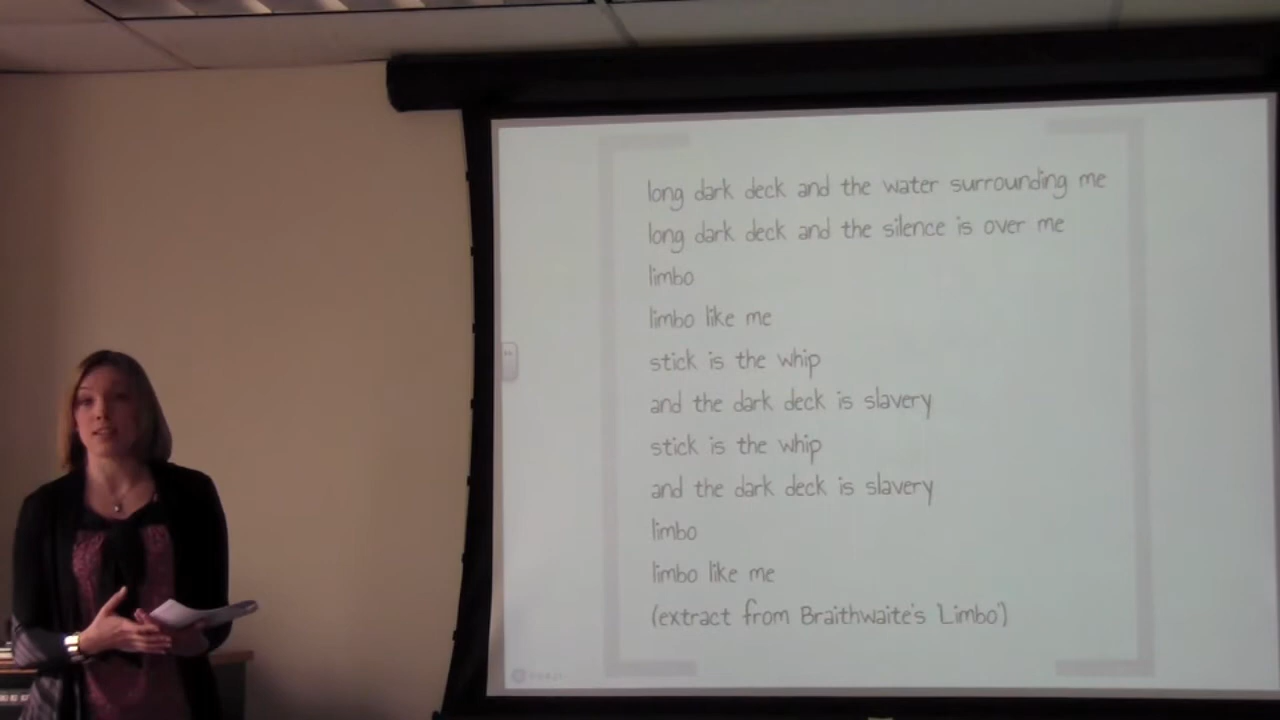 long dark deck and the water surrounding me
long dark deck and the silence is over me
limbo
limbo like me
stick is the whip
and the dark deck is slavery
stick is the whip
and the dark deck is slavery
limbo
limbo like me
(extract from Braithwaite's 'Limbo')